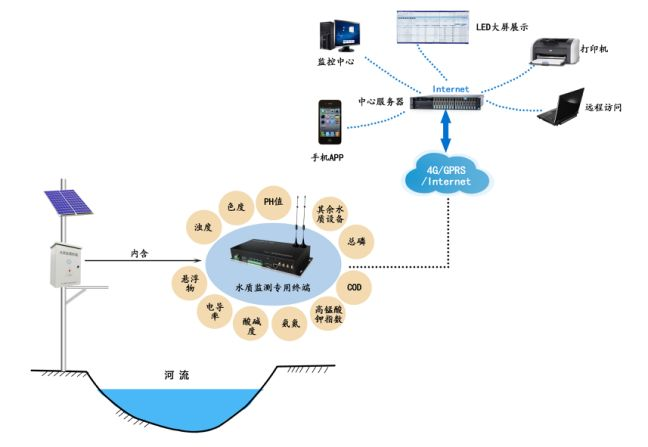 LED大屏展示
监控中心
打印机
Internet
中心服务器
远程访问
手机APP
4G/GPRS
/Internet
PH值
色度
其余水
质设备
浊度
总磷
内含
水质监测专用终端
悬浮
物
COD
电导
率
高锰酸
钾指数
酸碱
度
氨氮
河流